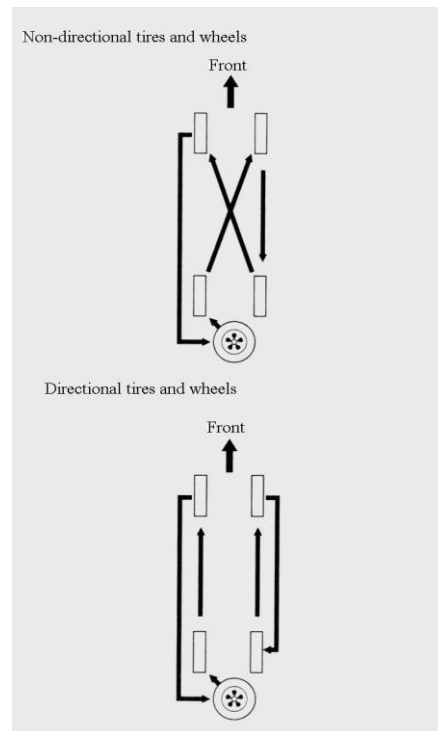 Non-directional tires and wheels
Front
Directional tires and wheels
Front